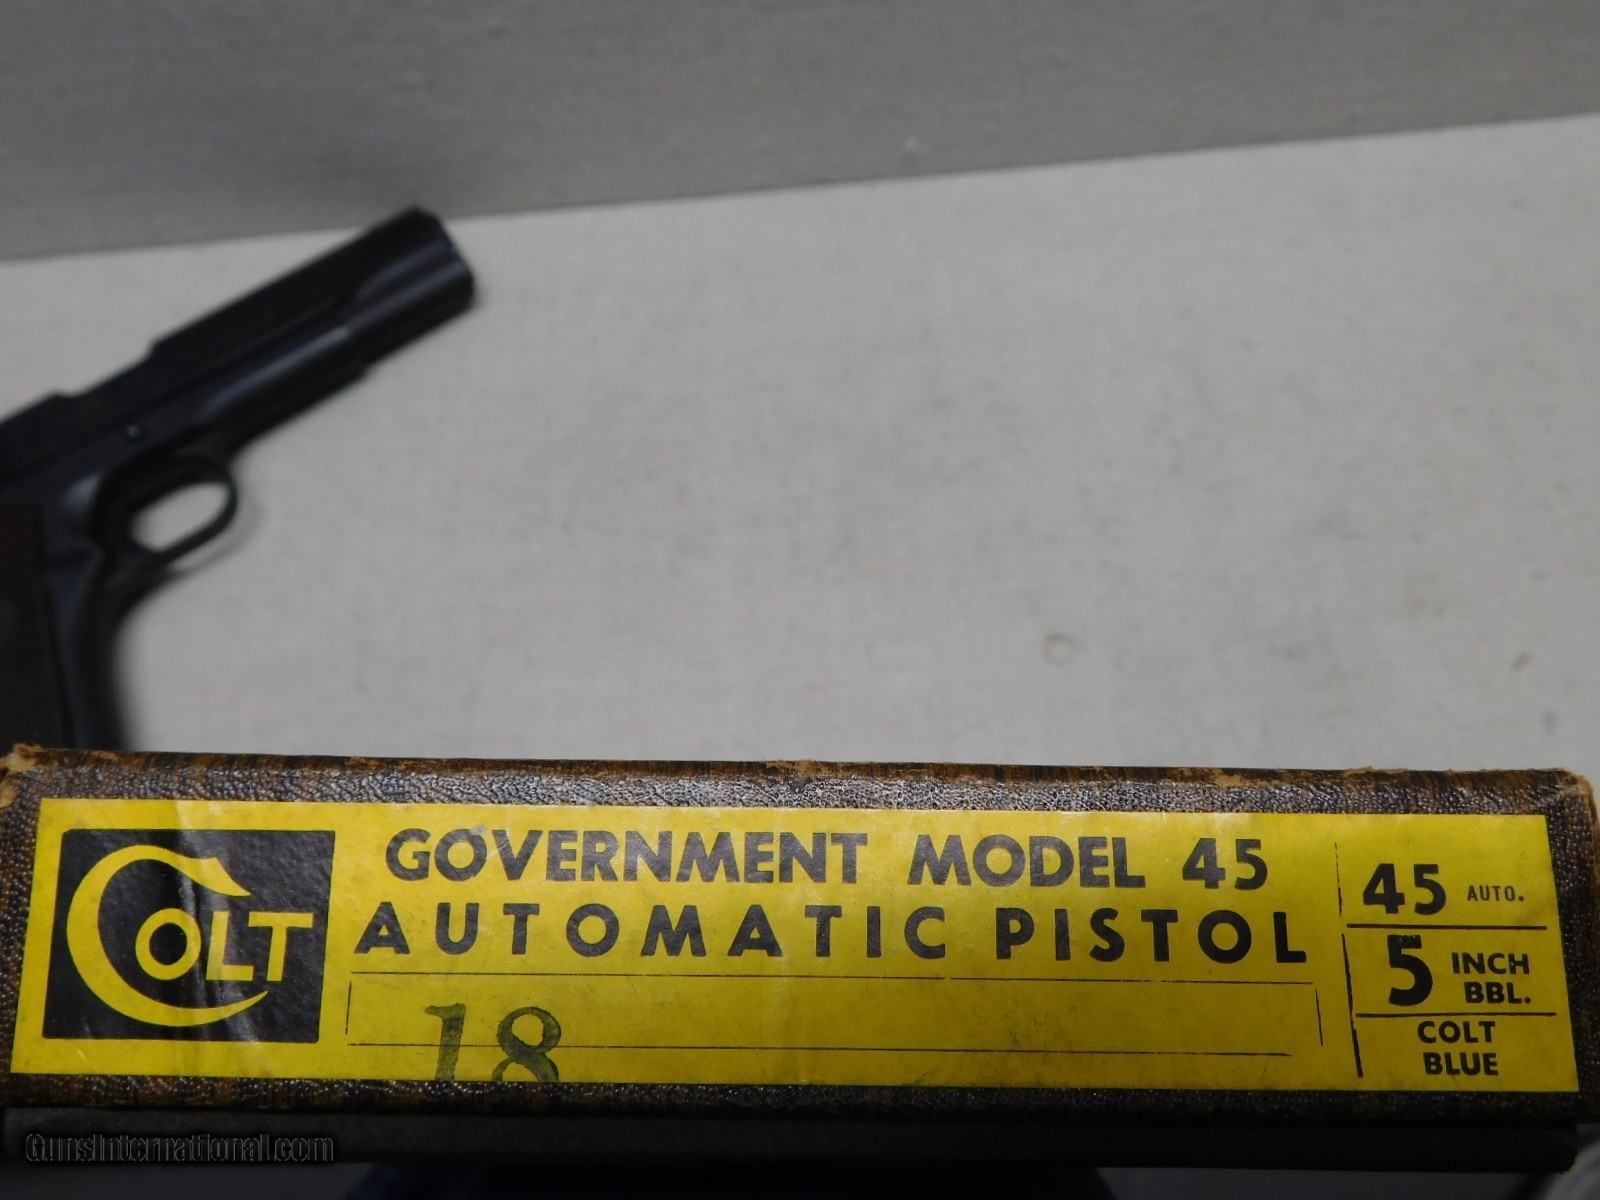 COLT
GOVERNMENT MODEL 45
AUTOMATIC PISTOL
18
45 AUTO.
5 INCH
BBL.
COLT
BLUE
GunsInternational.com